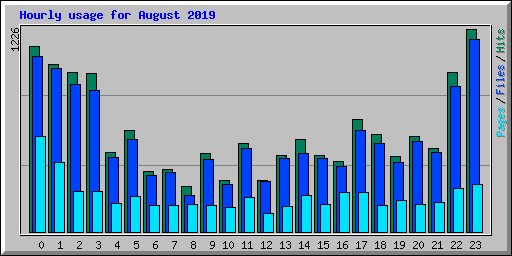 Hourly usage for August 2019
1226
Pages/Files/Hits
0 1 2 3 4 5 6 7 8 9 10 11 12 13 14 15 16 17 18 19 20 21 22 23